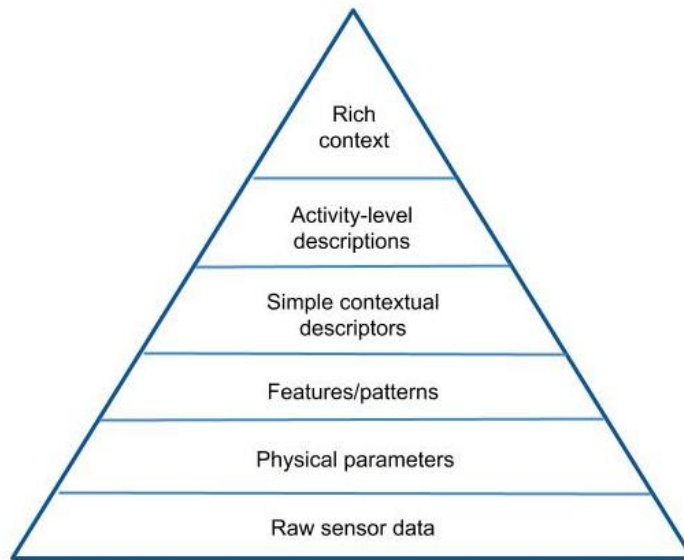 Rich
context
Activity-level
descriptions
Simple contextual
descriptors
Features/patterns
Physical parameters
Raw sensor data